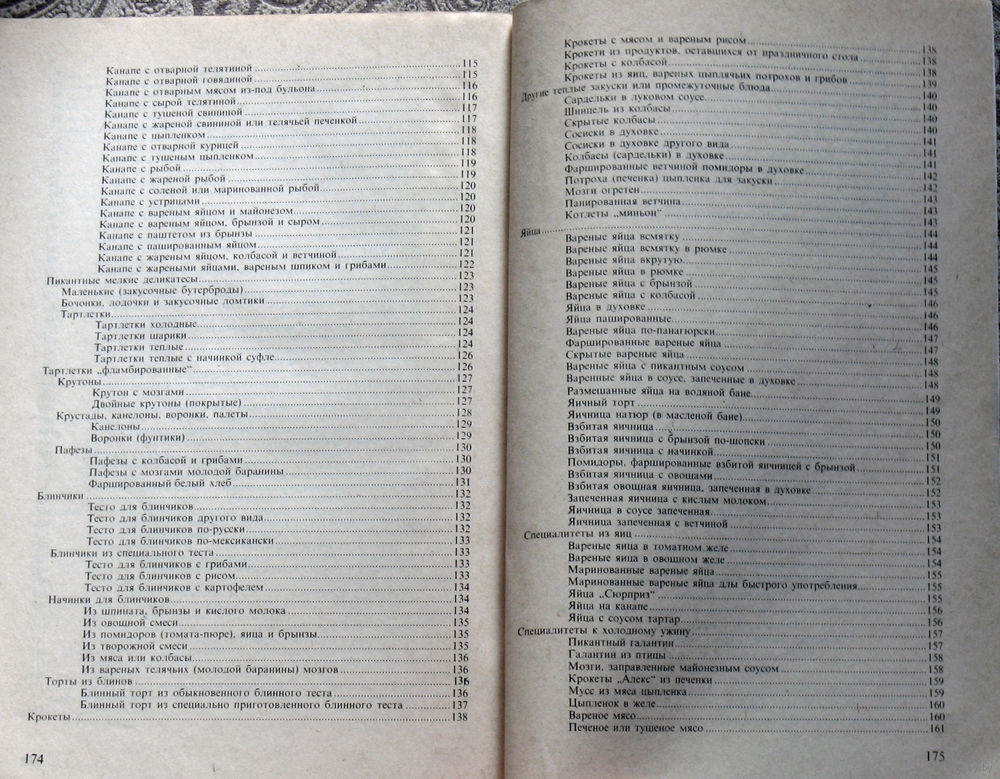 Канапе с отварной телятиной 115
Канапе с отварной говядиной 115
Канапе с отварным мясом из-под бульона 116
Канапе с сырой телятиной 116
Канапе с тушеной свининой 117
Канапе с жареной свининой или телячьей печенкой 117
Канапе с цыпленком 118
Канапе с отварной курицей 118
Канапе с тушеным цыпленком 118
Канапе с рыбой 119
Канапе с жареной рыбой 119
Канапе с соленой или маринованной рыбой 120
Канапе с устрицами 120
Канапе с вареным яйцом и майонезом 120
Канапе с вареным яйцом, брынзой и сыром 120
Канапе с паштетом из брынзы 121
Канапе с пашированным яйцом 121
Канапе с жареным яйцом, колбасой и ветчиной 121
Канапе с жареными яйцами, вареным шпиком и грибами 122
Пикантные мелкие деликатесы 123
Маленькие (закусочные бутерброды) 123
Бочонки, лодочки и закусочные ломтики 123
Тартлетки 124
Тартлетки холодные 124
Тартлетки шарики 124
Тартлетки теплые 124
Тартлетки теплые с начинкой суфле 126
Тартлетки „фламбированные“ 126
Крутоны 127
Крутон с мозгами 127
Двойные крутоны (покрытые) 127
Крустады, канелоны, воронки, палеты 128
Канелоны 129
Воронки (фунтики) 129
Пафезы 130
Пафезы с колбасой и грибами 130
Пафезы с мозгами молодой баранины 130
Фаршированный белый хлеб 131
Блинчики 132
Тесто для блинчиков 132
Тесто для блинчиков другого вида 132
Тесто для блинчиков по-русски 132
Тесто для блинчиков по-мексикански 133
Блинчики из специального теста 133
Тесто для блинчиков с грибами 133
Тесто для блинчиков с рисом 133
Тесто для блинчиков с картофелем 134
Начинки для блинчиков 134
Из шпината, брынзы и кислого молока 134
Из овощной смеси 135
Из помидоров (томата-пюре), яица и брынзы 135
Из творожной смеси 135
Из мяса или колбасы 136
Из вареных телячьих (молодой баранины) мозгов 136
Торты из блинов 136
Блинный торт из обыкновенного блинного теста 136
Блинный торт из специально приготовленного блинного теста 137
Крокеты 138
174
Крокеты с мясом и вареным рисом 138
Крокети из продуктов, оставшихся от праздничного стола 138
Крокеты с колбасой 138
Крокеты из яиц, вареных цыплячьих потрохов и грибов 139
Другие теплые закуски или промежуточные блюда 140
Сардельки в луковом соусе 140
Шницель из колбасы 140
Скрытые колбасы 140
Сосиски в духовке 141
Сосиски в духовке другого вида 141
Колбасы (сардельки) в духовке 141
Фаршированные ветчиной помидоры в духовке 142
Потроха (печенка) цыпленка для закуски 142
Мозги огретен 143
Панированная ветчина 143
Котлеты „миньон“ 143
Яйца 144
Вареные яйца всмятку 144
Вареные яйца всмятку в рюмке 144
Вареные яйца вкрутую 145
Вареные яйца в рюмке 145
Вареные яйца с брынзой 145
Вареные яйца с колбасой 146
Яйца в духовке 146
Яйца пашированные 146
Вареные яйца по-панагюрски 147
Фаршированные вареные яйца 147
Скрытые вареные яйца 148
Вареные яйца с пикантным соусом 148
Варенные яйца в соусе, запеченные в духовке 148
Размешанные яйца на водяной бане
Яичный торт 149
Яичница натюр (в масленой бане) 149
Взбитая яичница 150
Взбитая яичница с брынзой по-шопски 150
Взбитая яичница с начинкой 150
Помидоры, фаршированные взбитой яичницей с брынзой 151
Взбитая яичница с овощами 151
Взбитая овощная яичница, запеченная в духовке 152
Запеченная яичница с кислым молоком 152
Яичница в соусе запеченная 153
Яичница запеченная с ветчиной 153
Специалитеты из яиц 153
Вареные яица в томатном желе 154
Вареные яица в овощном желе 154
Маринованные вареные яйца 154
Маринованные вареные яйца длы быстрого употребления 155
Яйца „Сюрприз“ 155
Яйца на канапе 155
Яйца с соусом тартар 156
Специалитеты к холодному ужину 156
Пикантный галантин 157
Галантин из птицы 157
Мозги, заправленные майонезным соусом 158
Крокеты „Алекс“ из печенки 158
Мусс из мяса цыпленка 159
Цыпленок в желе 159
Вареное мясо 160
Печеное или тушеное мясо 160
161
175